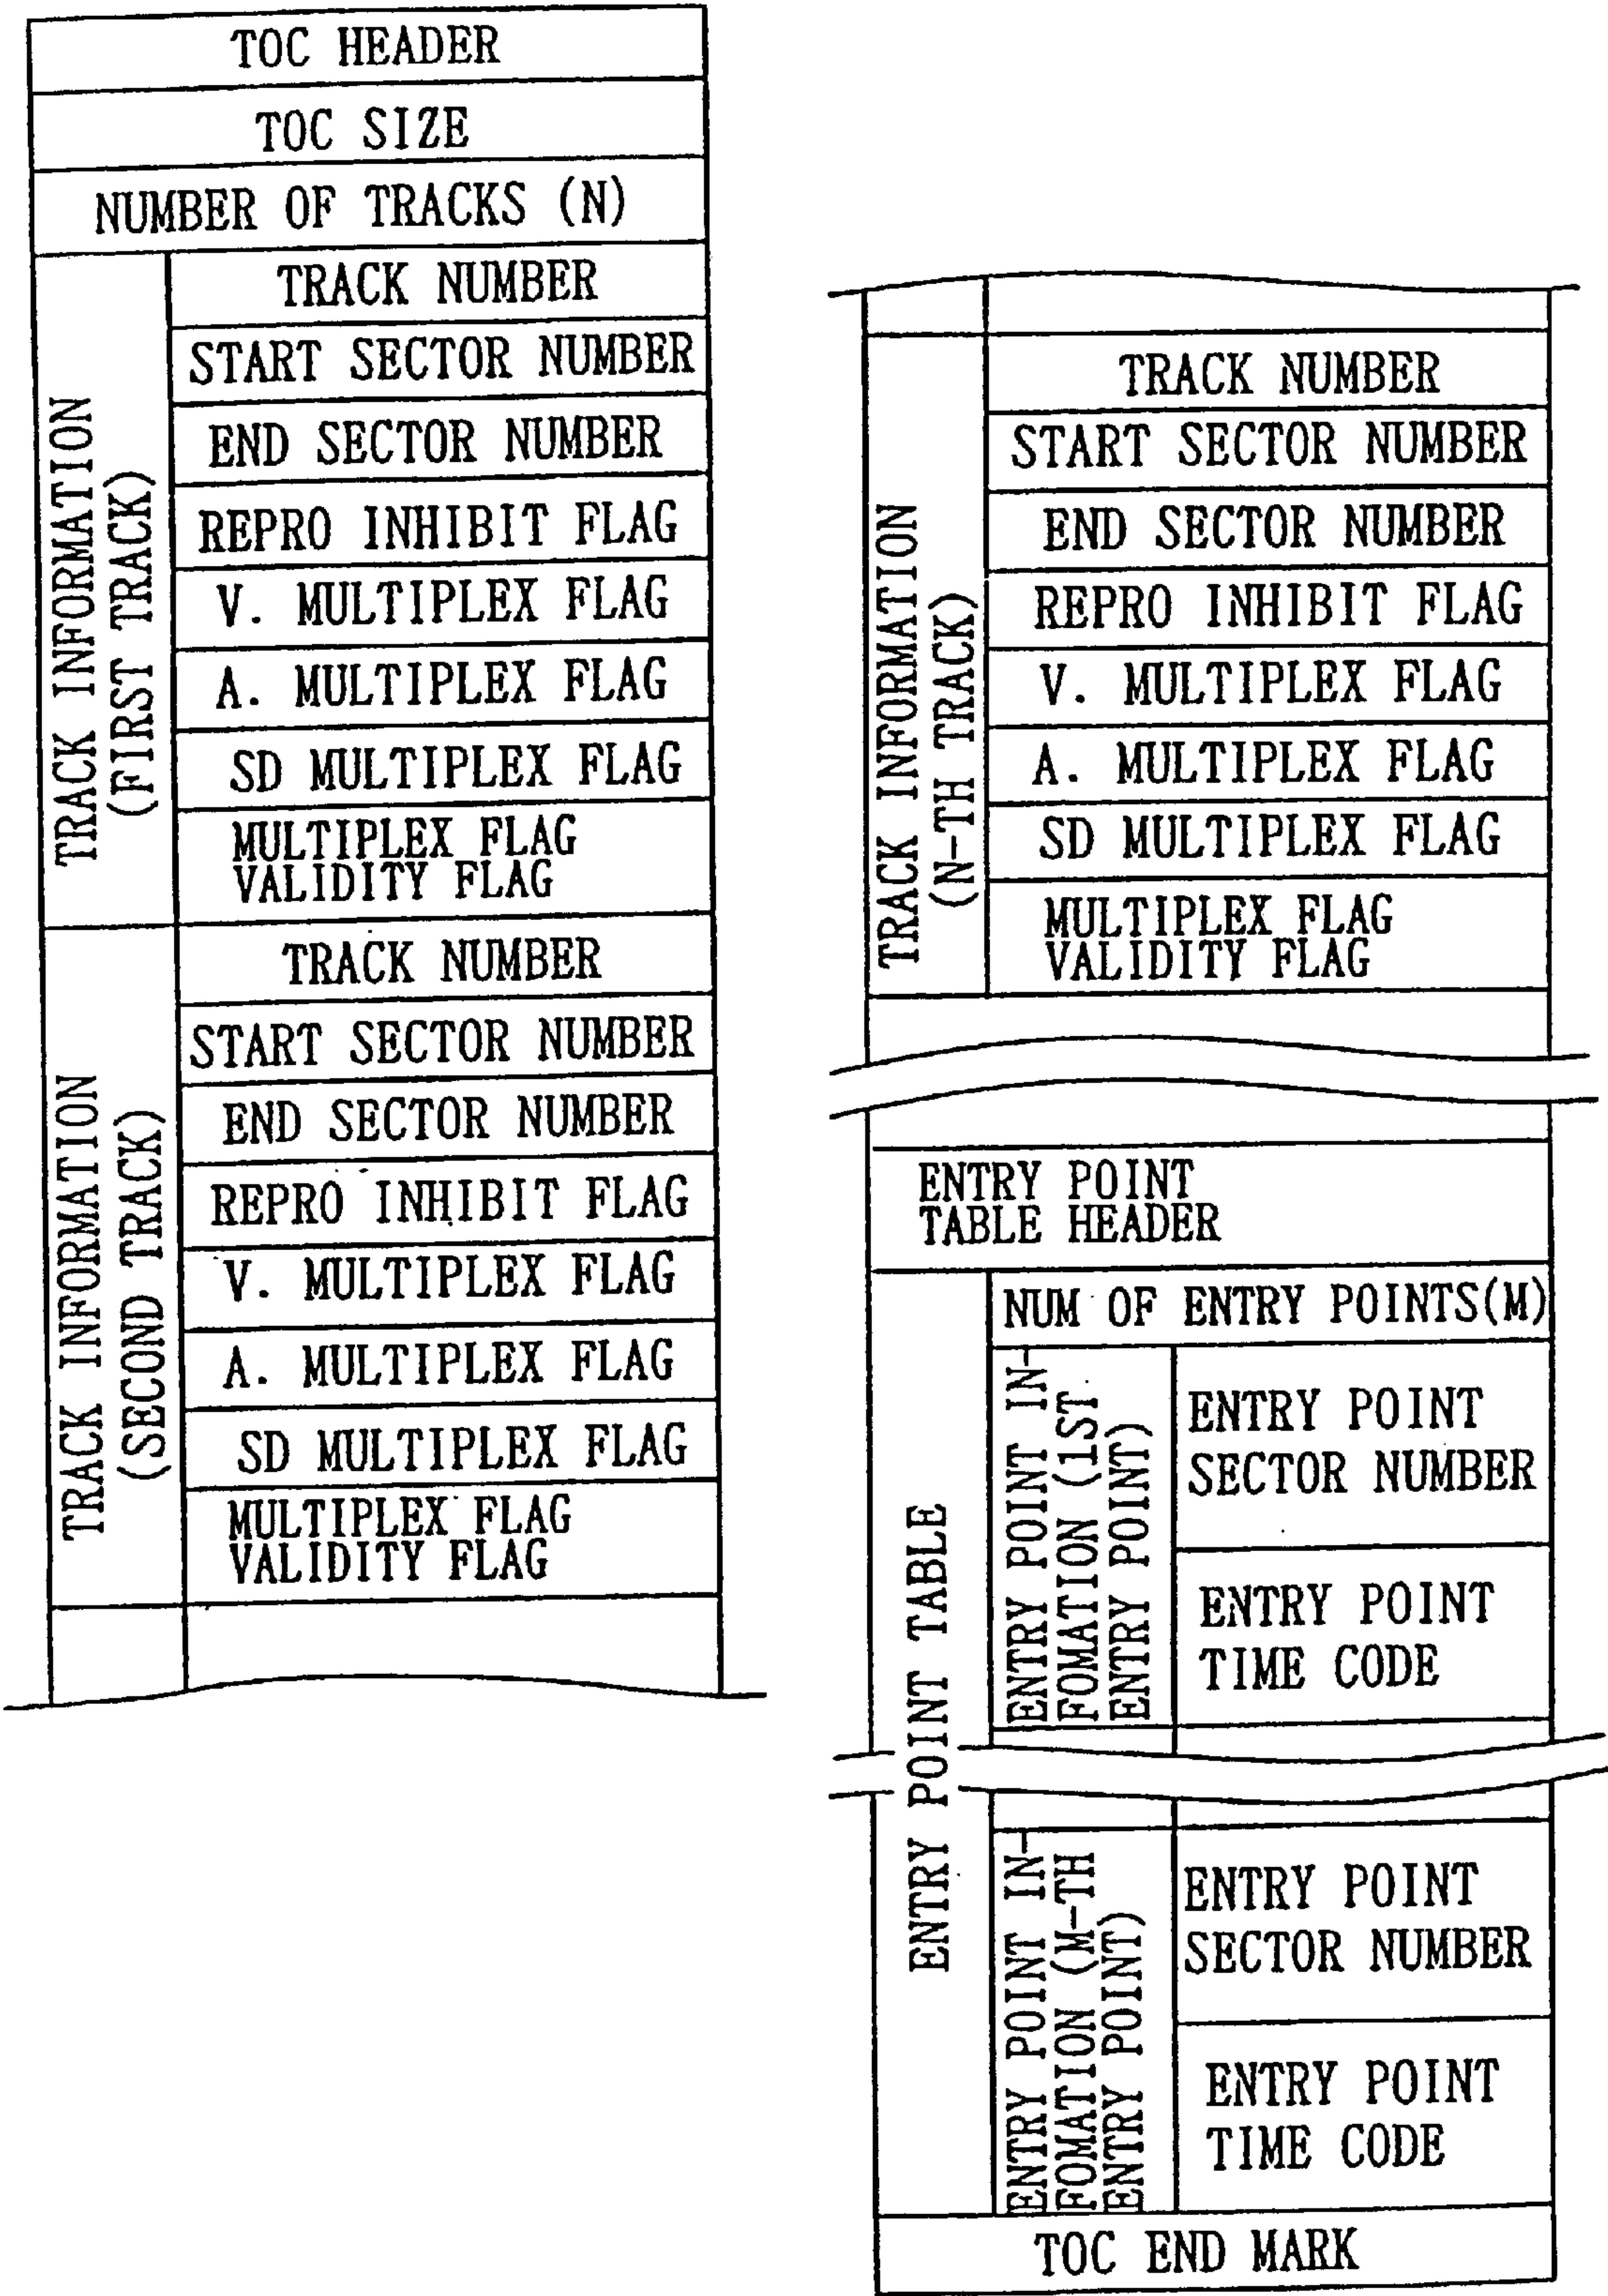 TOC HEADER
TOC SIZE
NUMBER OF TRACKS (N)
TRACK INFORMATION
(FIRST TRACK)
TRACK NUMBER
START SECTOR NUMBER
END SECTOR NUMBER
REPRO INHIBIT FLAG
V. MULTIPLEX FLAG
A. MULTIPLEX FLAG
SD MULTIPLEX FLAG
MULTIPLEX FLAG
VALIDITY FLAG
TRACK INFORMATION
(SECOND TRACK)
TRACK NUMBER
START SECTOR NUMBER
END SECTOR NUMBER
REPRO INHIBIT FLAG
V. MULTIPLEX FLAG
A. MULTIPLEX FLAG
SD MULTIPLEX FLAG
MULTIPLEX FLAG
VALIDITY FLAG
TRACK INFORMATION
(N-TH TRACK)
TRACK NUMBER
START SECTOR NUMBER
END SECTOR NUMBER
REPRO INHIBIT FLAG
V. MULTIPLEX FLAG
A. MULTIPLEX FLAG
SD MULTIPLEX FLAG
MULTIPLEX FLAG
VALIDITY FLAG
ENTRY POINT
TABLE HEADER
ENTRY POINT TABLE
NUM OF ENTRY POINTS(M)
ENTRY POINT IN-
FOMATION (1ST
ENTRY POINT)
ENTRY POINT
SECTOR NUMBER
ENTRY POINT
TIME CODE
ENTRY POINT IN-
FOMATION (M-TH
ENTRY POINT)
ENTRY POINT
SECTOR NUMBER
ENTRY POINT
TIME CODE
TOC END MARK